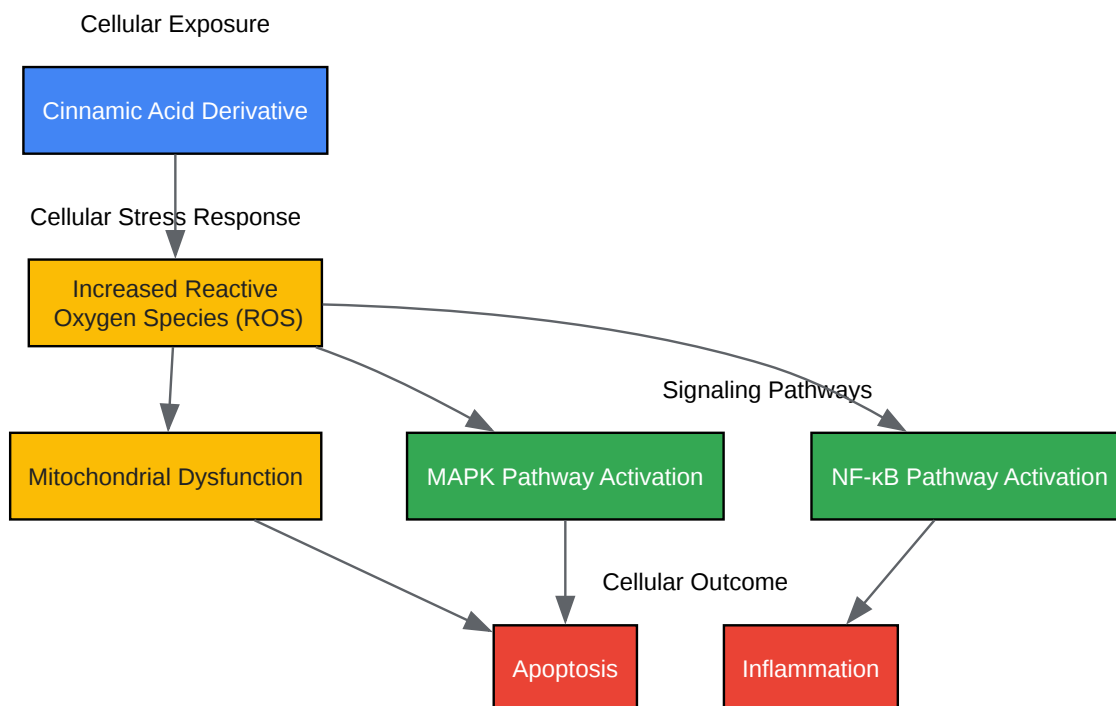 Cellular Exposure
Cinnamic Acid Derivative
Cellular Stress Response
Increased Reactive
Oxygen Species (ROS)
Signaling Pathways
Mitochondrial Dysfunction
MAPK Pathway Activation
NF-κB Pathway Activation
Cellular Outcome
Apoptosis
Inflammation